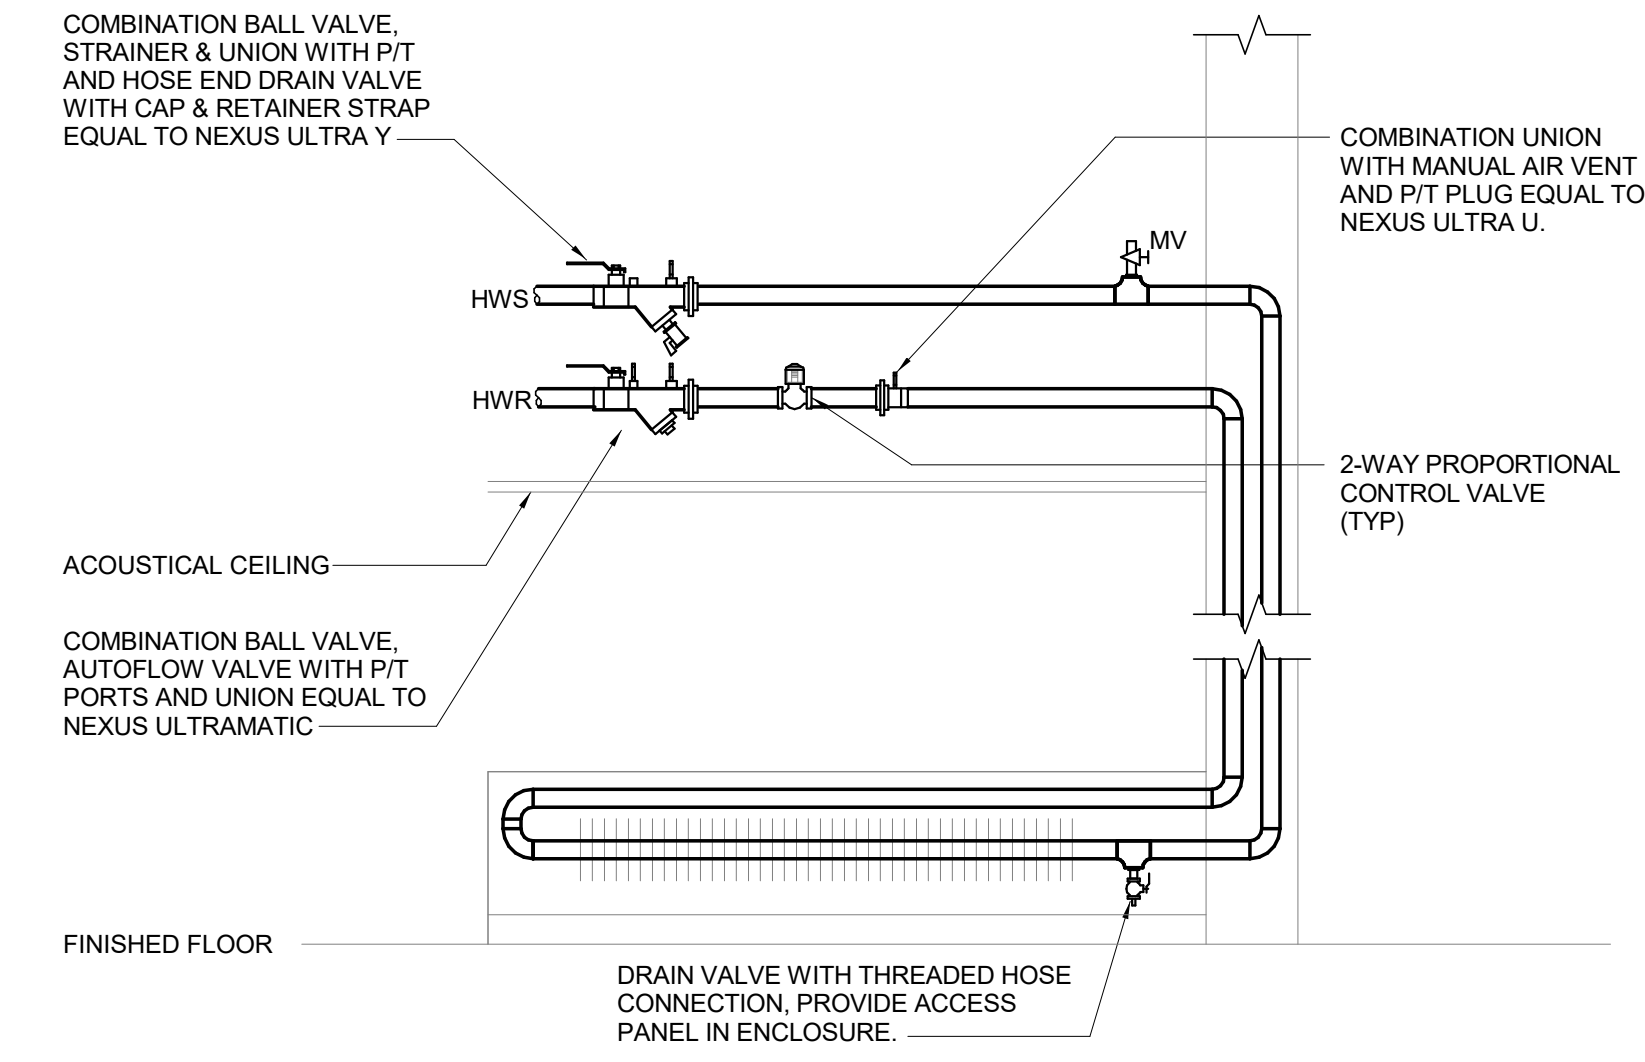 COMBINATION BALL VALVE,
STRAINER & UNION WITH P/T
AND HOSE END DRAIN VALVE
WITH CAP & RETAINER STRAP
EQUAL TO NEXUS ULTRA Y
COMBINATION UNION
WITH MANUAL AIR VENT
AND P/T PLUG EQUAL TO
NEXUS ULTRA U.
MV
HWS
HWR
2-WAY PROPORTIONAL
CONTROL VALVE
(TYP)
ACOUSTICAL CEILING
COMBINATION BALL VALVE,
AUTOFLOW VALVE WITH P/T
PORTS AND UNION EQUAL TO
NEXUS ULTRAMATIC
FINISHED FLOOR
DRAIN VALVE WITH THREADED HOSE
CONNECTION, PROVIDE ACCESS
PANEL IN ENCLOSURE.